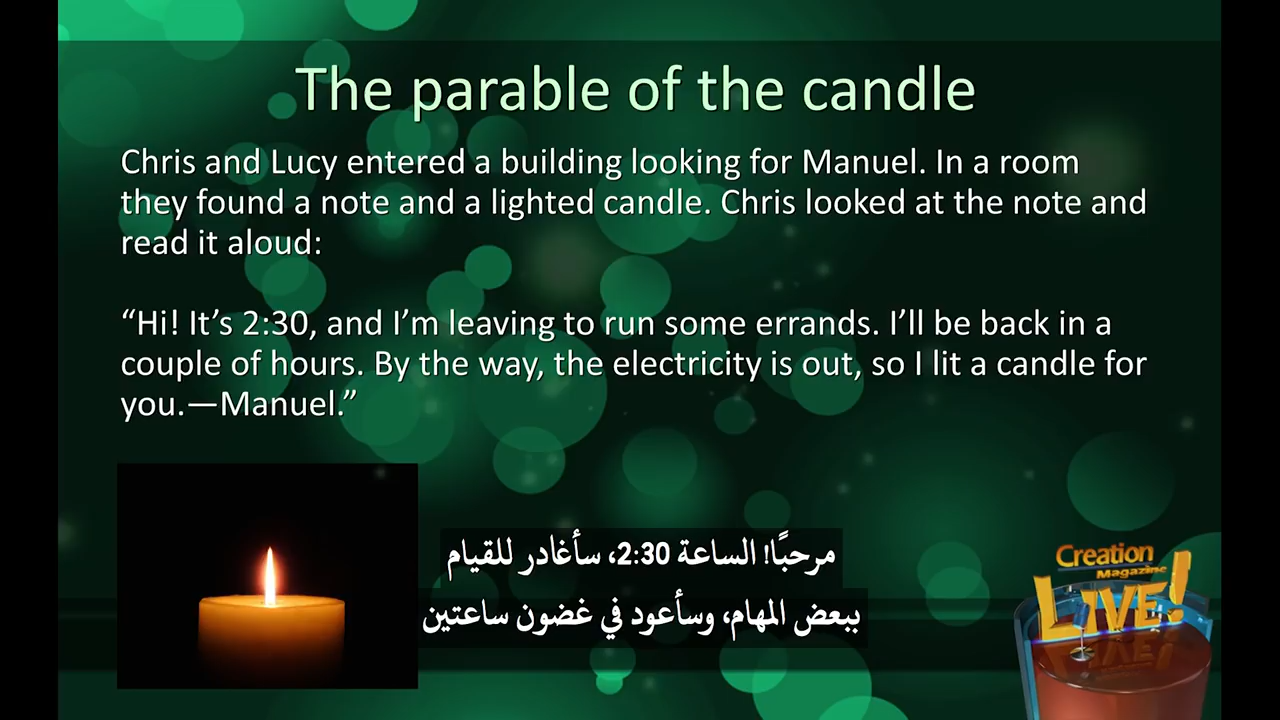 The parable of the candle
Chris and Lucy entered a building looking for Manuel. In a room
they found a note and a lighted candle. Chris looked at the note and
read it aloud:
“Hi! It’s 2:30, and I’m leaving to run some errands. I’ll be back in a
couple of hours. By the way, the electricity is out, so I lit a candle for
you.—Manuel.”
مرحبًا! الساعة 2:30، سأغادر للقيام
ببعض المهام، وسأعود في غضون ساعتين
Creation
Magazine
LIVE!